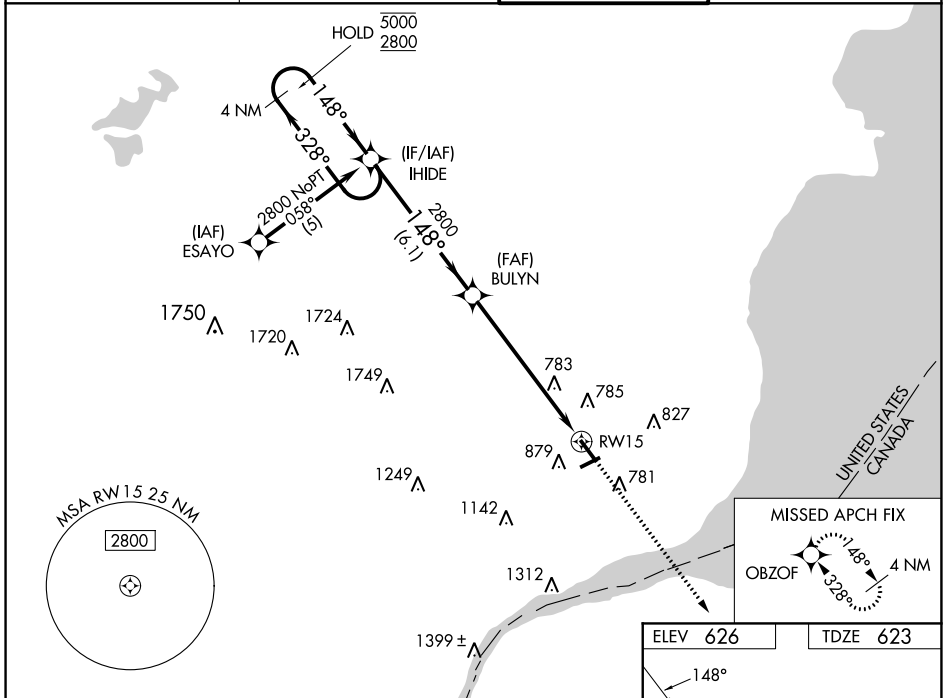 HOLD 5000
2800
4 NM
148°
328°
(IF/IAF)
IHIDE
2800 NoPT
058°
(5)
(IAF)
ESAYO
2800
148°
(6.1)
(FAF)
BULYN
1750
1720
1724
1749
783
785
827
RW15
879
781
1249
1142
1312
1399 ±
UNITED STATES
CANADA
MSA RW15 25 NM
2800
MISSED APCH FIX
OBZOF
148°
328°
4 NM
ELEV 626
TDZE 623
148°